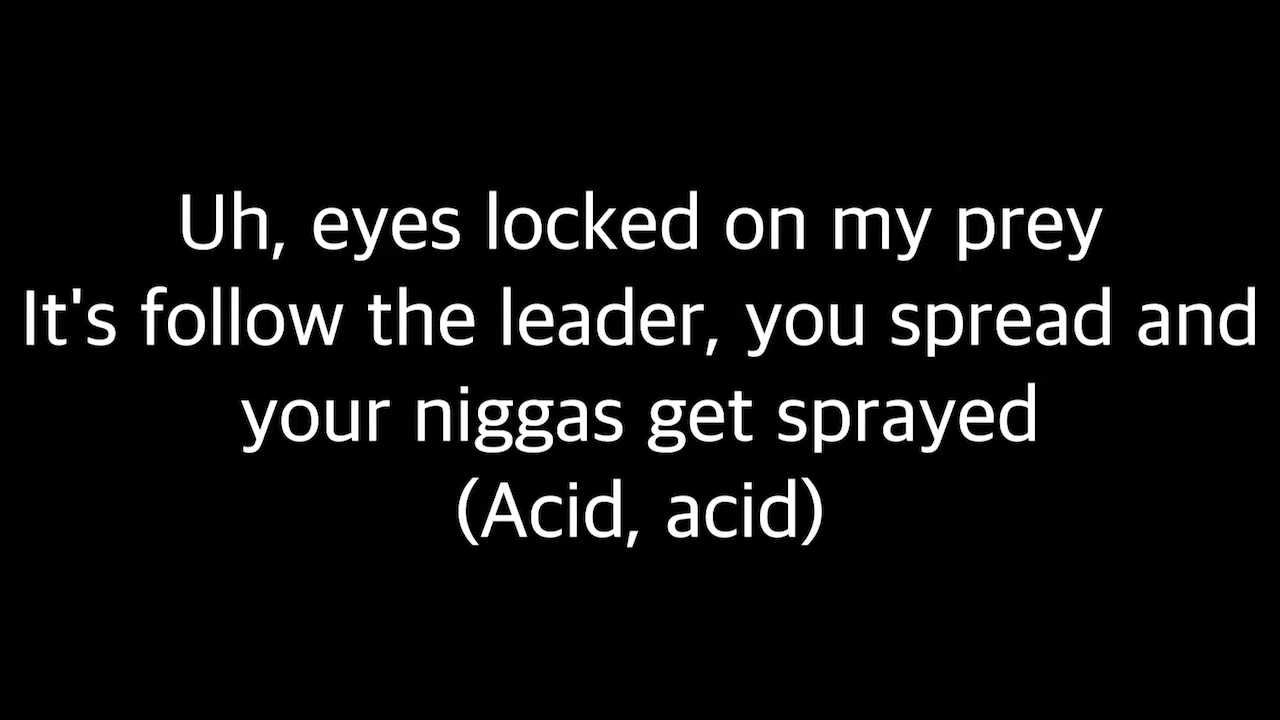 Uh, eyes locked on my prey
It's follow the leader, you spread and
your niggas get sprayed
(Acid, acid)